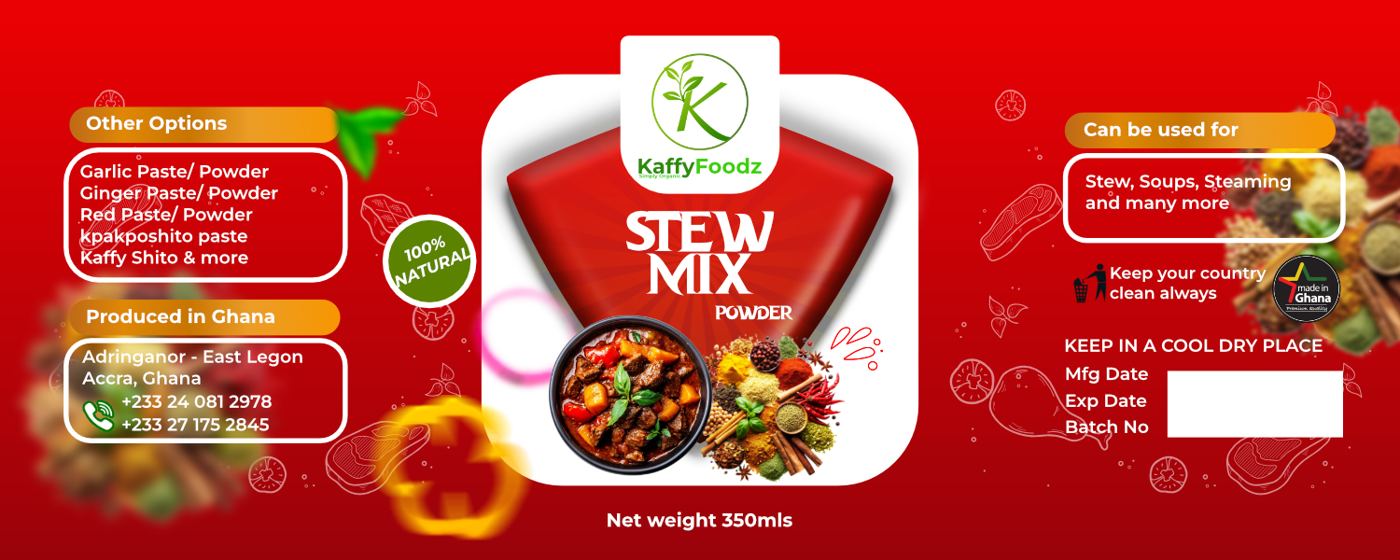 Other Options
Garlic Paste/ Powder
Ginger Paste/ Powder
Red Paste/ Powder
kpakposhito paste
Kaffy Shito & more
Produced in Ghana
Adringanor - East Legon
Accra, Ghana
+233 24 081 2978
+233 27 175 2845
100%
NATURAL
K
KaffyFoodz
Simply Organic
STEW
MIX
POWDER
Net weight 350mls
Can be used for
Stew, Soups, Steaming
and many more
Keep your country
clean always
made in
Ghana
Premium Quality
KEEP IN A COOL DRY PLACE
Mfg Date
Exp Date
Batch No